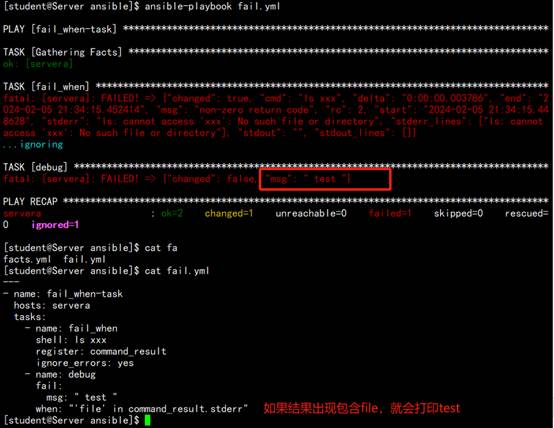 [student@Server ansible]$ ansible-playbook fail.yml
PLAY [fail_when-task] ****************************************************************
TASK [Gathering Facts] ***************************************************************
ok: [servera]
TASK [fail_when] *********************************************************************
fatal: [servera]: FAILED! => {"changed": true, "cmd": "ls xxx", "delta": "0:00:00.003766", "end": "2
024-02-05 21:34:15.452414", "msg": "non-zero return code", "rc": 2, "start": "2024-02-05 21:34:15.44
8628", "stderr": "ls: cannot access 'xxx': No such file or directory", "stderr_lines": ["ls: cannot
access 'xxx': No such file or directory"], "stdout": "", "stdout_lines": []}
...ignoring
TASK [debug] *************************************************************************
fatal: [servera]: FAILED! => {"changed": false, "msg": " test "}
PLAY RECAP ***************************************************************************
servera : ok=2 changed=1 unreachable=0 failed=1 skipped=0 rescued=
0 ignored=1
[student@Server ansible]$ cat fa
facts.yml fail.yml
[student@Server ansible]$ cat fail.yml
---
- name: fail_when-task
hosts: servera
tasks:
- name: fail_when
shell: ls xxx
register: command_result
ignore_errors: yes
- name: debug
fail:
msg: " test "
when: "'file' in command_result.stderr" 如果结果出现包含file，就会打印test
[student@Server ansible]$